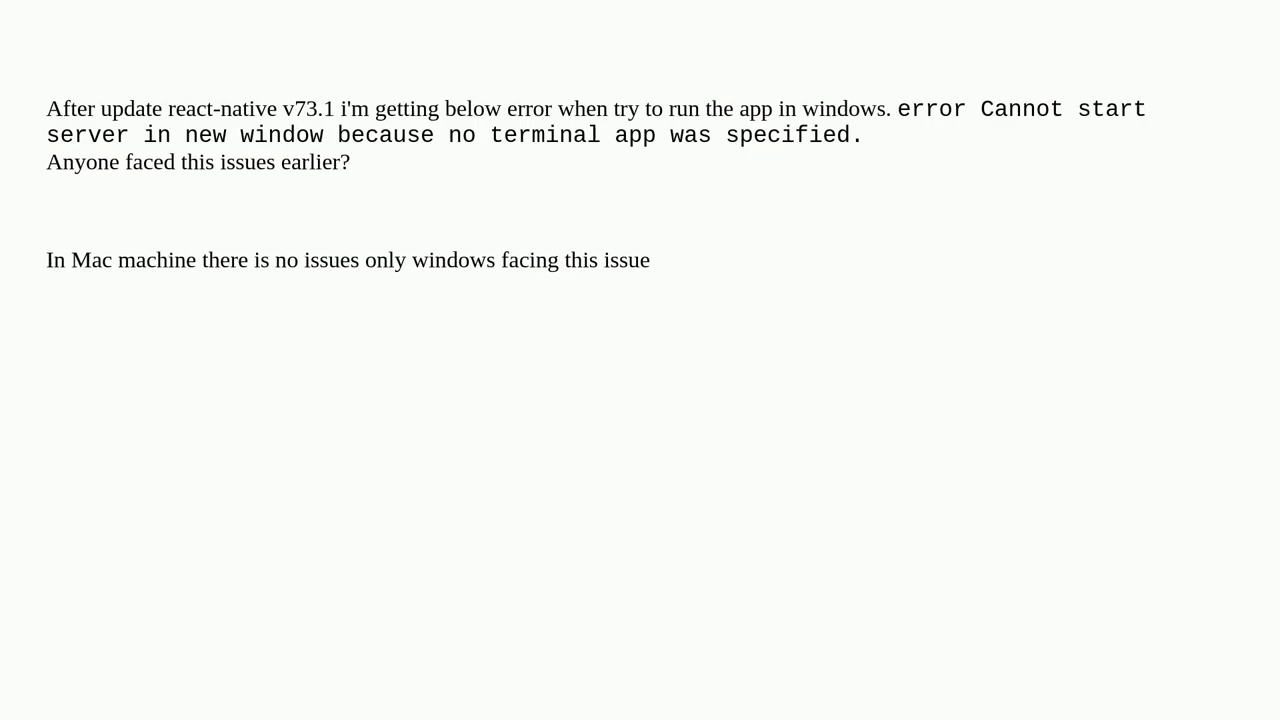 After update react-native v73.1 i'm getting below error when try to run the app in windows. error Cannot start
server in new window because no terminal app was specified.
Anyone faced this issues earlier?
In Mac machine there is no issues only windows facing this issue